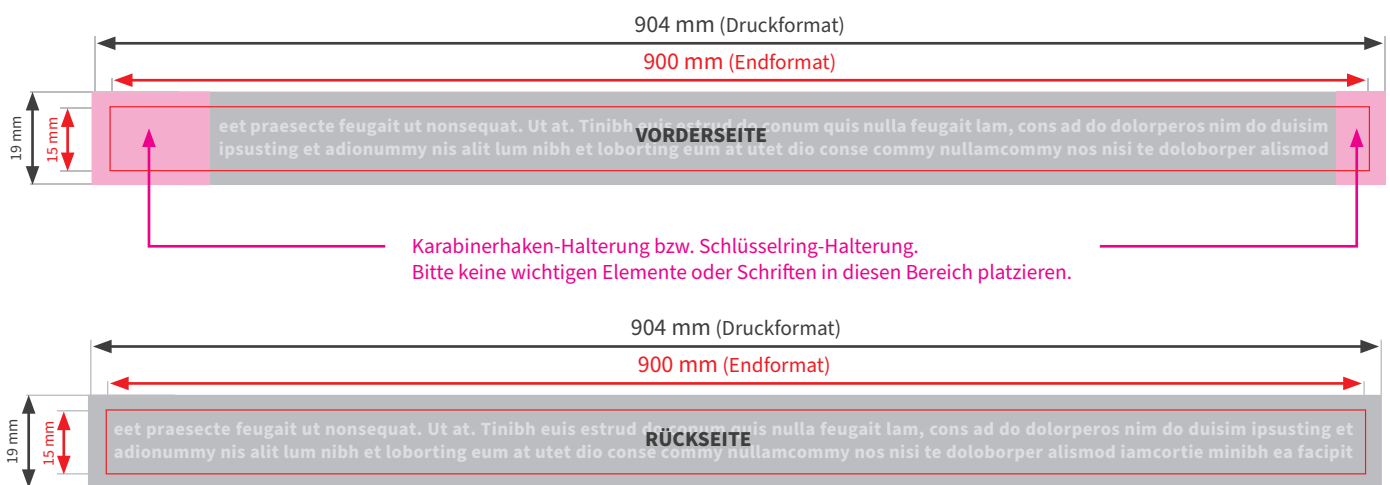 904 mm (Druckformat)
900 mm (Endformat)
19 mm
15 mm
eet praesecte feugait ut nonsequat. Ut at. Tinibh euis estrud do conum quis nulla feugait lam, cons ad do dolorperos nim do duisim
VORDERSEITE
ipsusting et adionummy nis alit lum nibh et loborting eum at utet dio conse commy nullamcommy nos nisi te doloborper alismod
Karabinerhaken-Halterung bzw. Schlüsselring-Halterung.
Bitte keine wichtigen Elemente oder Schriften in diesen Bereich platzieren.
904 mm (Druckformat)
900 mm (Endformat)
19 mm
15 mm
eet praesecte feugait ut nonsequat. Ut at. Tinibh euis estrud do conum quis nulla feugait lam, cons ad do dolorperos nim do duisim ipsusting et
RÜCKSEITE
adionummy nis alit lum nibh et loborting eum at utet dio conse commy nullamcommy nos nisi te doloborper alismod iamcortie minibh ea facipit